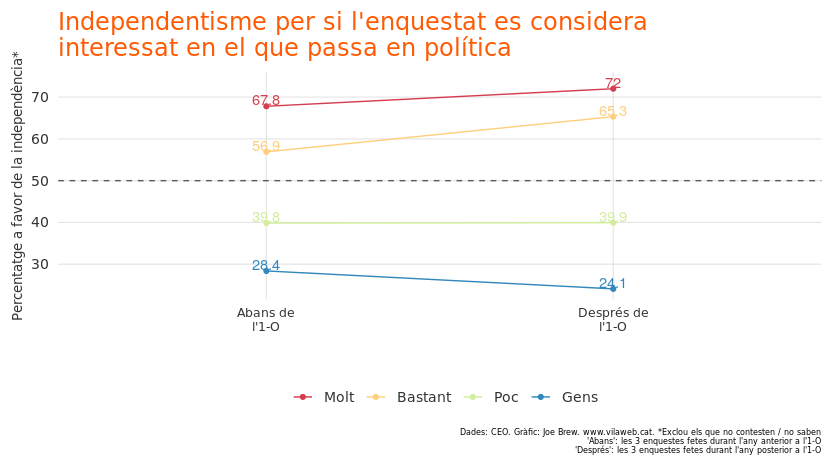 Independentisme per si l'enquestat es considera
interessat en el que passa en política
Percentatge a favor de la independència*
70
60
50
40
30
67.8
72
56.9
65.3
39.8
39.9
28.4
24.1
Abans de
l'1-O
Després de
l'1-O
Molt
Bastant
Poc
Gens
Dades: CEO. Gràfic: Joe Brew. www.vilaweb.cat. *Exclou els que no contesten / no saben
'Abans': les 3 enquestes fetes durant l'any anterior a l'1-O
'Després': les 3 enquestes fetes durant l'any posterior a l'1-O